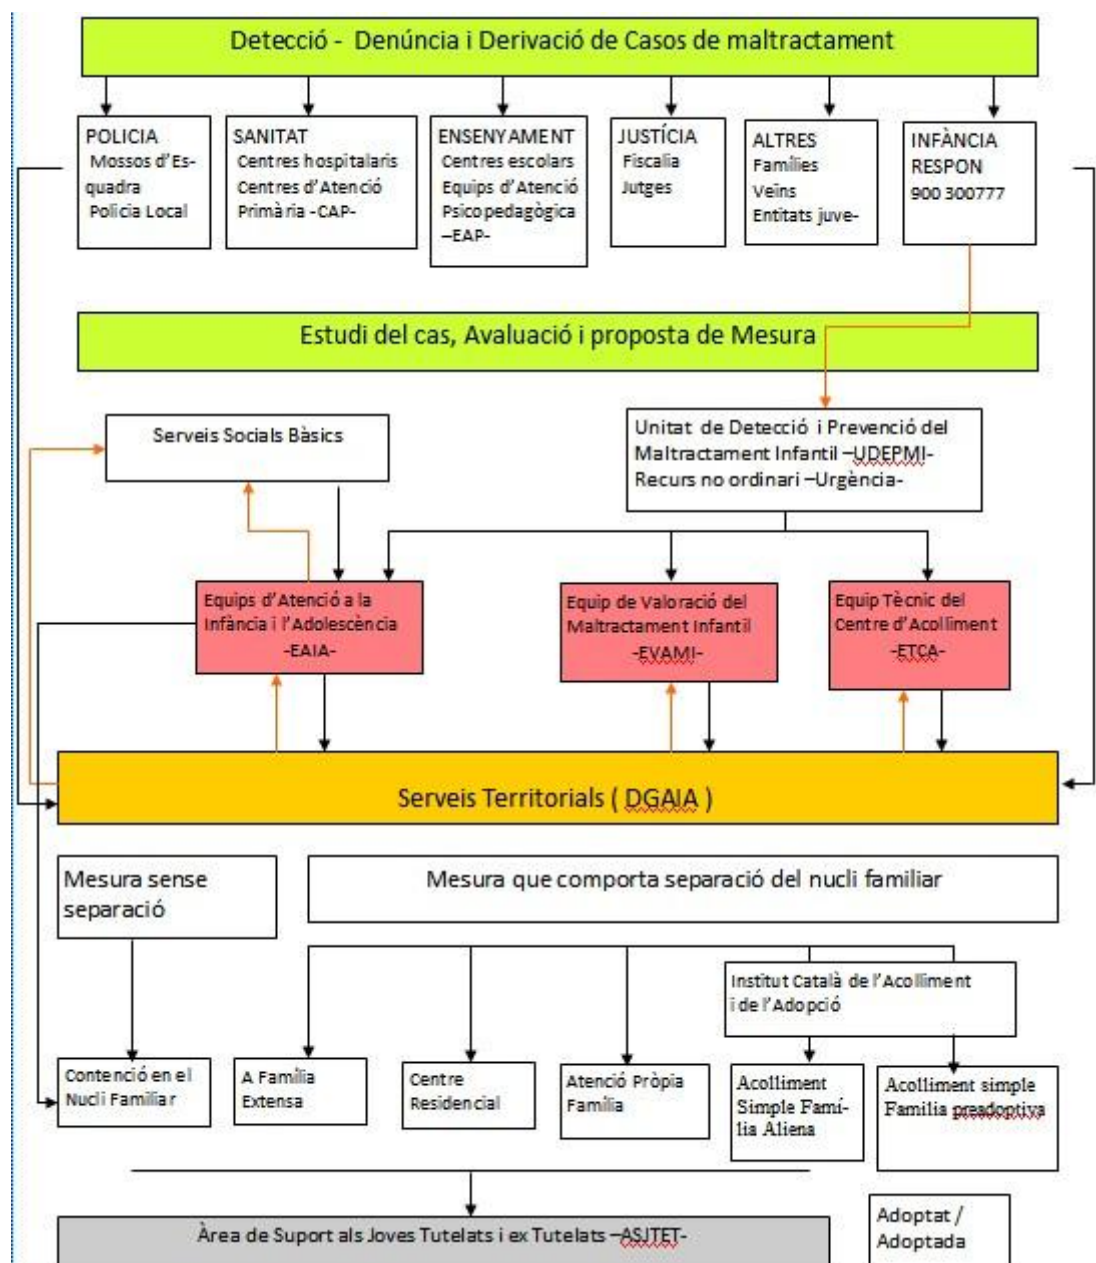 Detecció - Denúncia i Derivació de Casos de maltractament
POLICIA
Mossos d'Es-
quadra
Policia Local
SANITAT
Centres hospitalaris
Centres d'Atenció
Primària -CAP-
ENSENYAMENT
Centres escolars
Equips d'Atenció
Psicopedagògica
–EAP-
JUSTÍCIA
Fiscalia
Jutges
ALTRES
Famílies
Veïns
Entitats juve-
INFÀNCIA
RESPON
900 300777
Estudi del cas, Avaluació i proposta de Mesura
Serveis Socials Bàsics
Unitat de Detecció i Prevenció del
Maltractament Infantil –UDEPMI-
Recurs no ordinari –Urgència-
Equips d'Atenció a la
Infància i l'Adolescència
-EAIA-
Equip de Valoració del
Maltractament Infantil
-EVAMI-
Equip Tècnic del
Centre d'Acolliment
-ETCA-
Serveis Territorials ( DGAIA )
Mesura sense
separació
Mesura que comporta separació del nucli familiar
Institut Català de l'Acolliment
i de l'Adopció
Contenció en el
Nucli Familiar
A Família
Extensa
Centre
Residencial
Atenció Pròpia
Família
Acolliment
Simple Famí-
lia Aliena
Acolliment simple
Familia preadoptiva
Àrea de Suport als Joves Tutelats i ex Tutelats –ASJTET-
Adoptat /
Adoptada